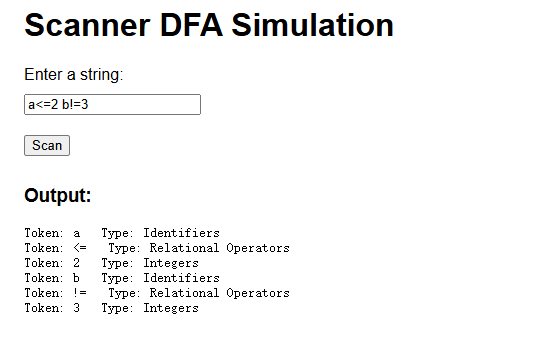 Scanner DFA Simulation
Enter a string:
a<=2 b!=3
Scan
Output:
Token: a   Type: Identifiers
Token: <=   Type: Relational Operators
Token: 2   Type: Integers
Token: b   Type: Identifiers
Token: !=   Type: Relational Operators
Token: 3   Type: Integers